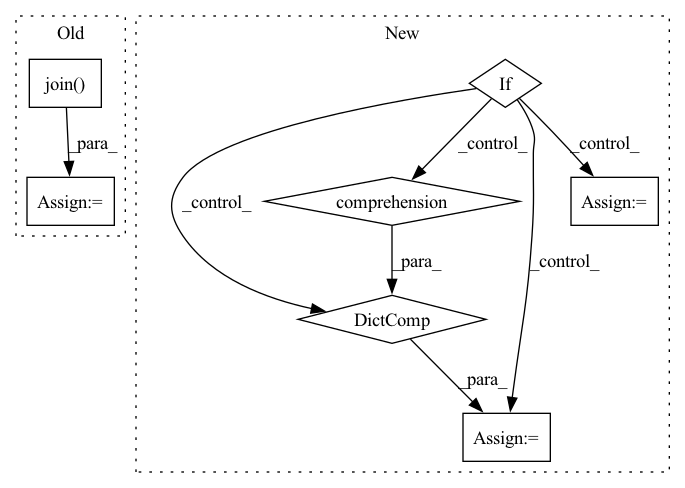 Old
New
join()
If
_para_
_control_
_control_
Assign:=
comprehension
Assign:=
_control_
_para_
_control_
DictComp
_para_
Assign:=